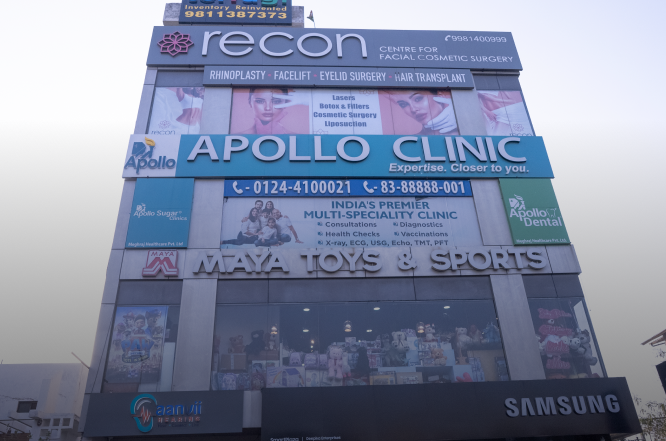 Inventory Reinvented
9811387373
recon
CENTRE FOR
FACIAL COSMETIC SURGERY
9981400999
RHINOPLASTY · FACELIFT · EYELID SURGERY · HAIR TRANSPLANT
Lasers
Botox & Fillers
Cosmetic Surgery
Liposuction
Apollo
APOLLO CLINIC
Expertise. Closer to you.
0124-4100021 / 83-88888-001
Apollo Sugar
Clinics
INDIA'S PREMIER
MULTI-SPECIALITY CLINIC
Consultations
Diagnostics
Health Checks
Vaccinations
X-ray, ECG, USG, Echo, TMT, PFT
Apollo
Dental
MAYA
MAYA TOYS & SPORTS
SAMSUNG